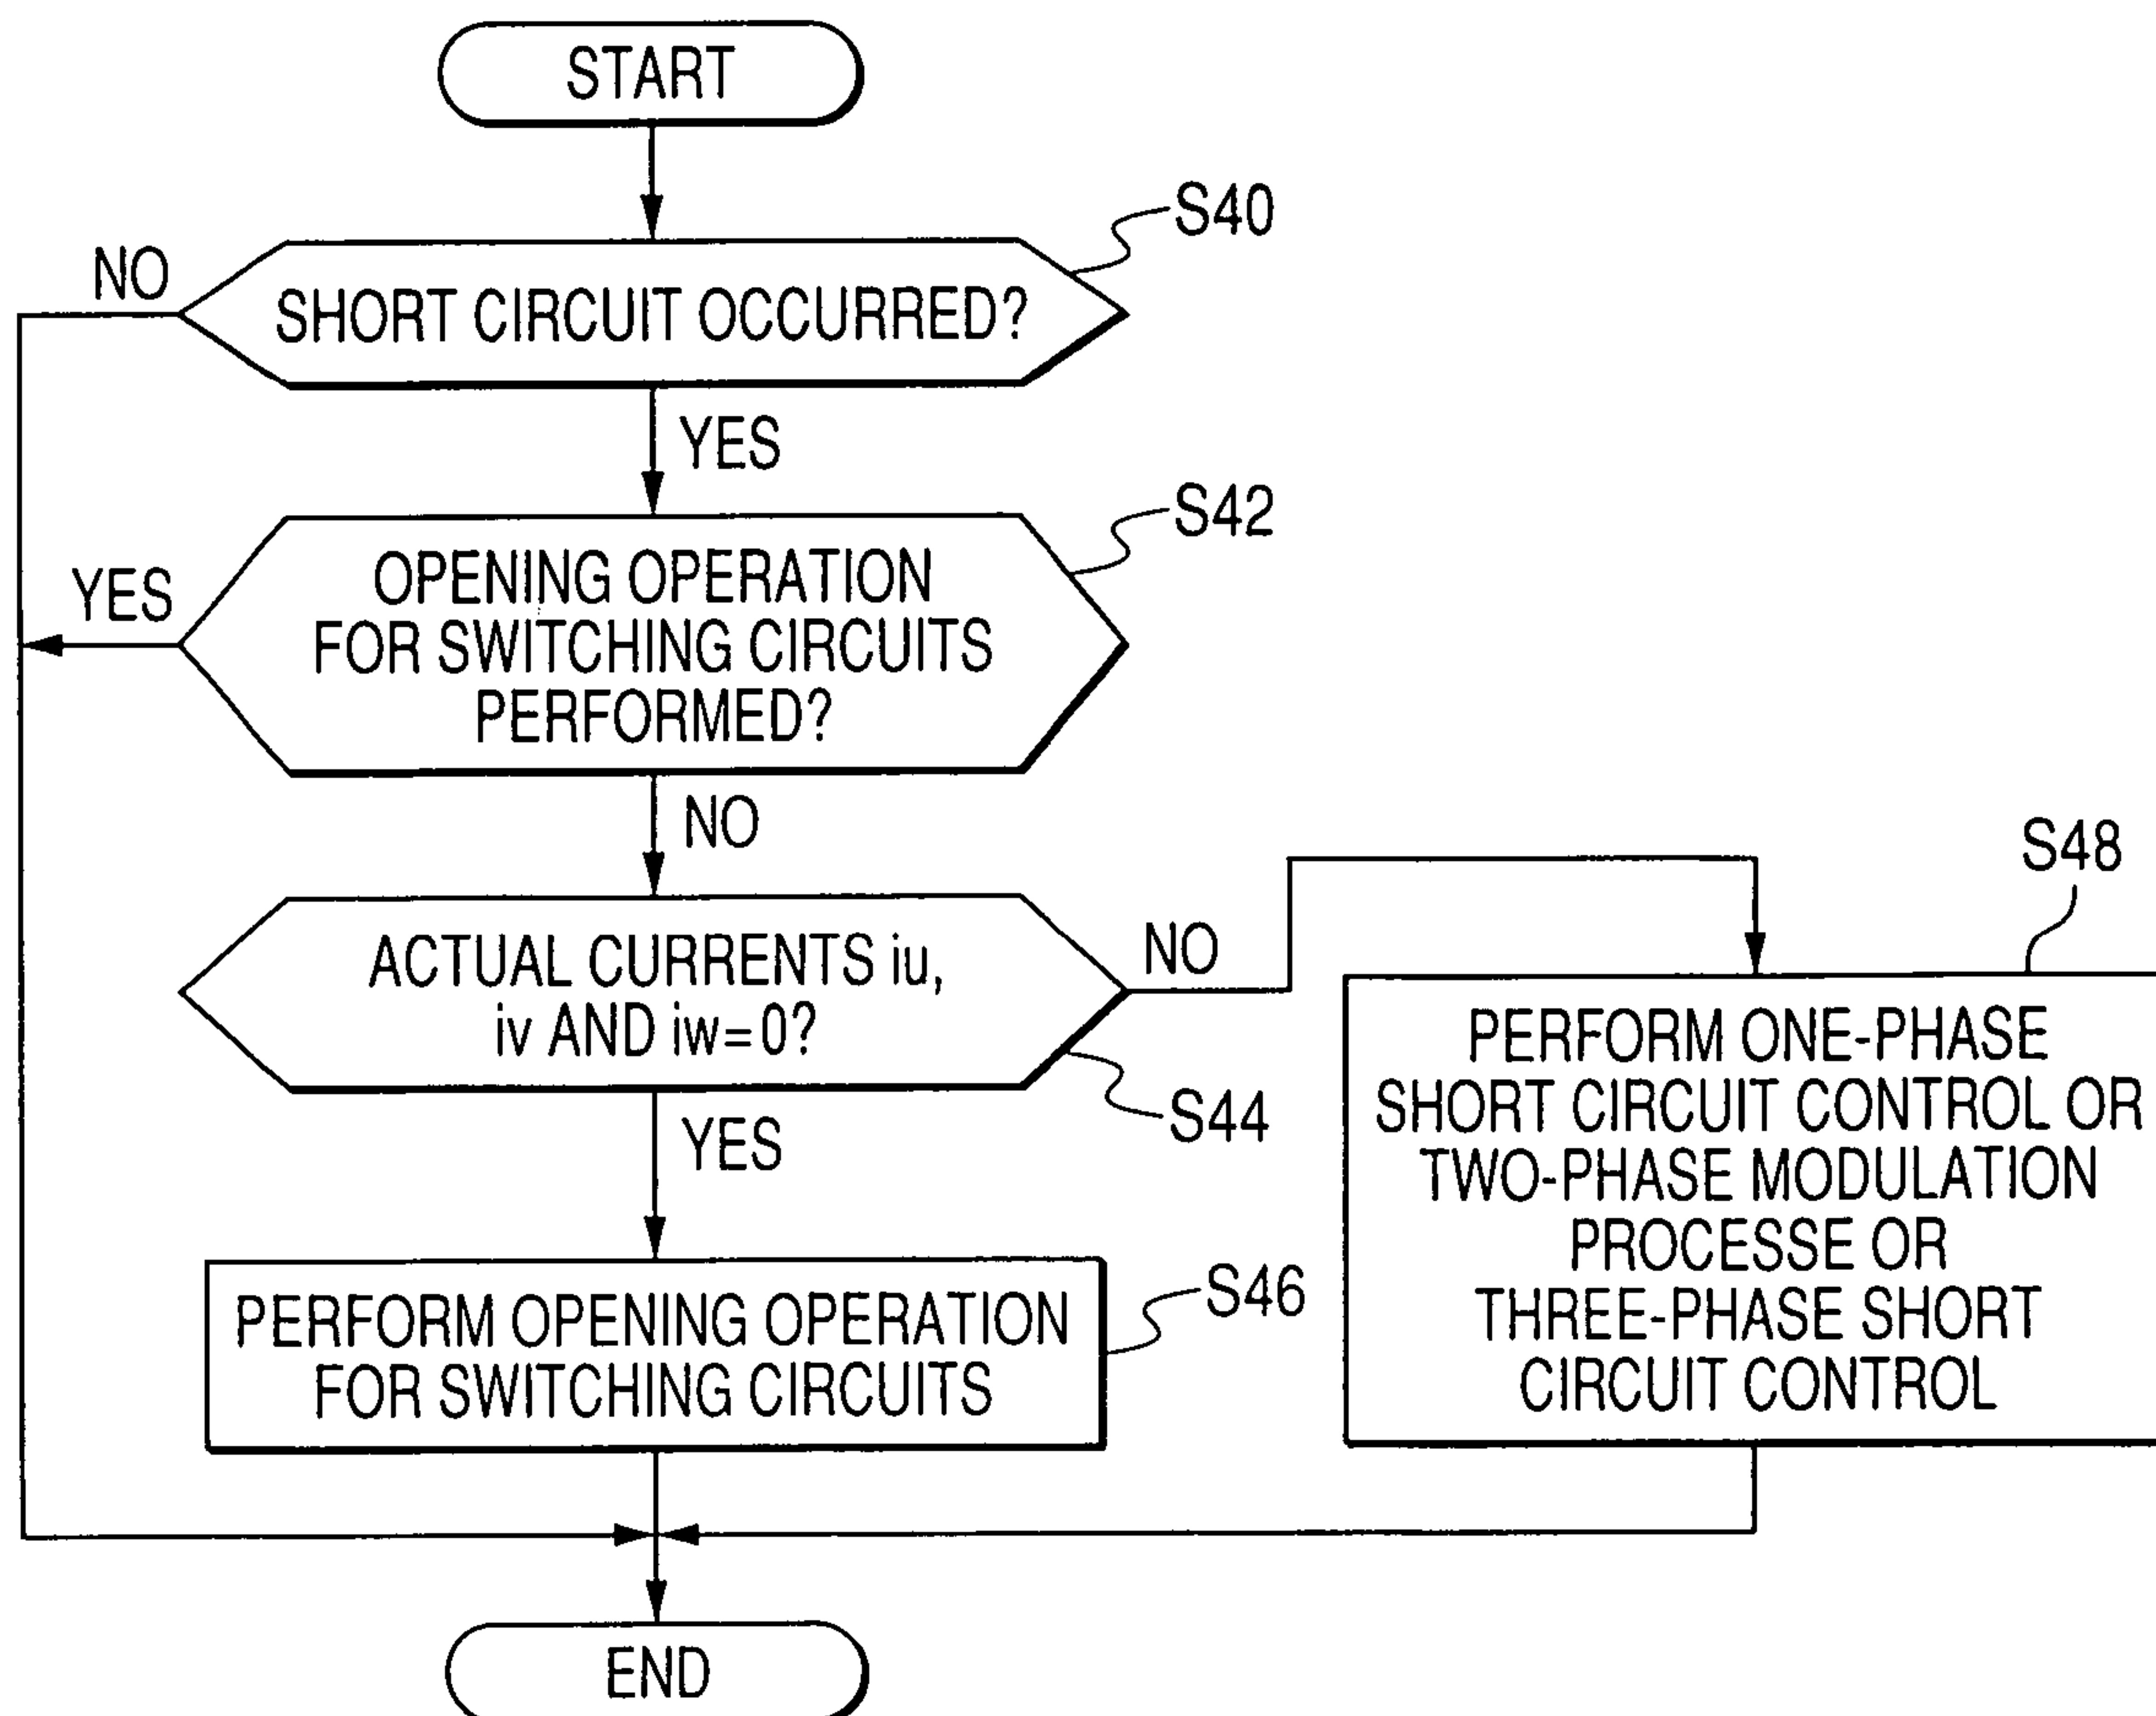 START
S40
NO
SHORT CIRCUIT OCCURRED?
YES
S42
YES
OPENING OPERATION
FOR SWITCHING CIRCUITS
PERFORMED?
NO
S48
NO
ACTUAL CURRENTS iu,
iv AND iw=0?
S44
YES
PERFORM ONE-PHASE
SHORT CIRCUIT CONTROL OR
TWO-PHASE MODULATION
PROCESSE OR
THREE-PHASE SHORT
CIRCUIT CONTROL
S46
PERFORM OPENING OPERATION
FOR SWITCHING CIRCUITS
END